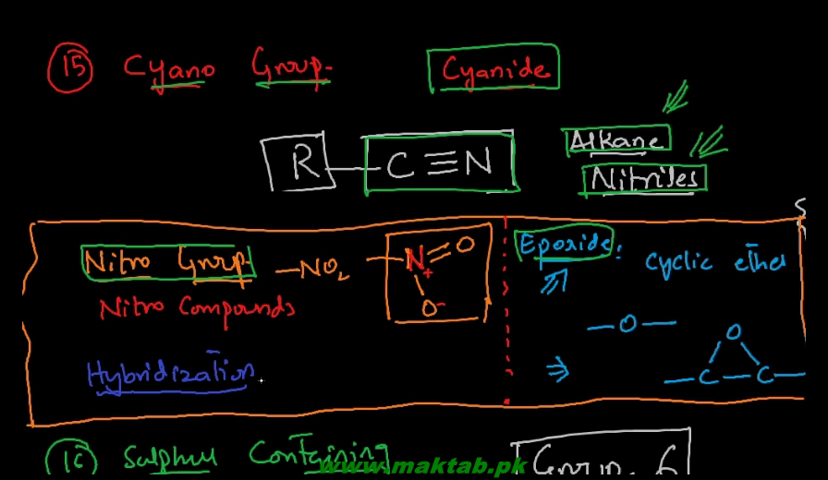 15 Cyano Group Cyanide
R—C≡N
Alkane
Nitriles
Nitro Group —NO2
—N+ =O
O-
Nitro Compounds
Hybridization
Epoxide: Cyclic ether
—O—
⇒
O
—C—C—
16 Sulphur Containing
Group 6
www.maktab.pk